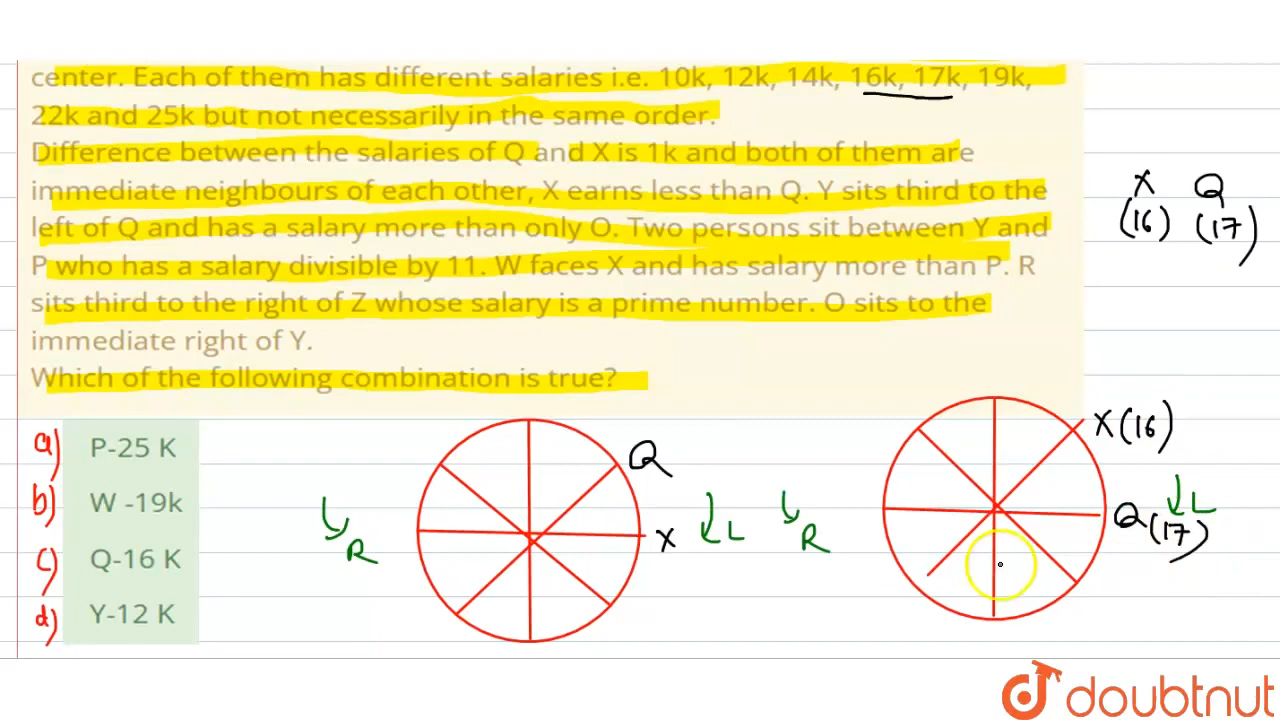 center. Each of them has different salaries i.e. 10k, 12k, 14k, 16k, 17k, 19k,
22k and 25k but not necessarily in the same order.
Difference between the salaries of Q and X is 1k and both of them are
immediate neighbours of each other, X earns less than Q. Y sits third to the
left of Q and has a salary more than only O. Two persons sit between Y and
P who has a salary divisible by 11. W faces X and has salary more than P. R
sits third to the right of Z whose salary is a prime number. O sits to the
immediate right of Y.
Which of the following combination is true?
X Q
(16) (17)
a) P-25 K
b) W -19k
c) Q-16 K
d) Y-12 K
Q
X
R
L
X(16)
Q(17)
R
L
doubtnut